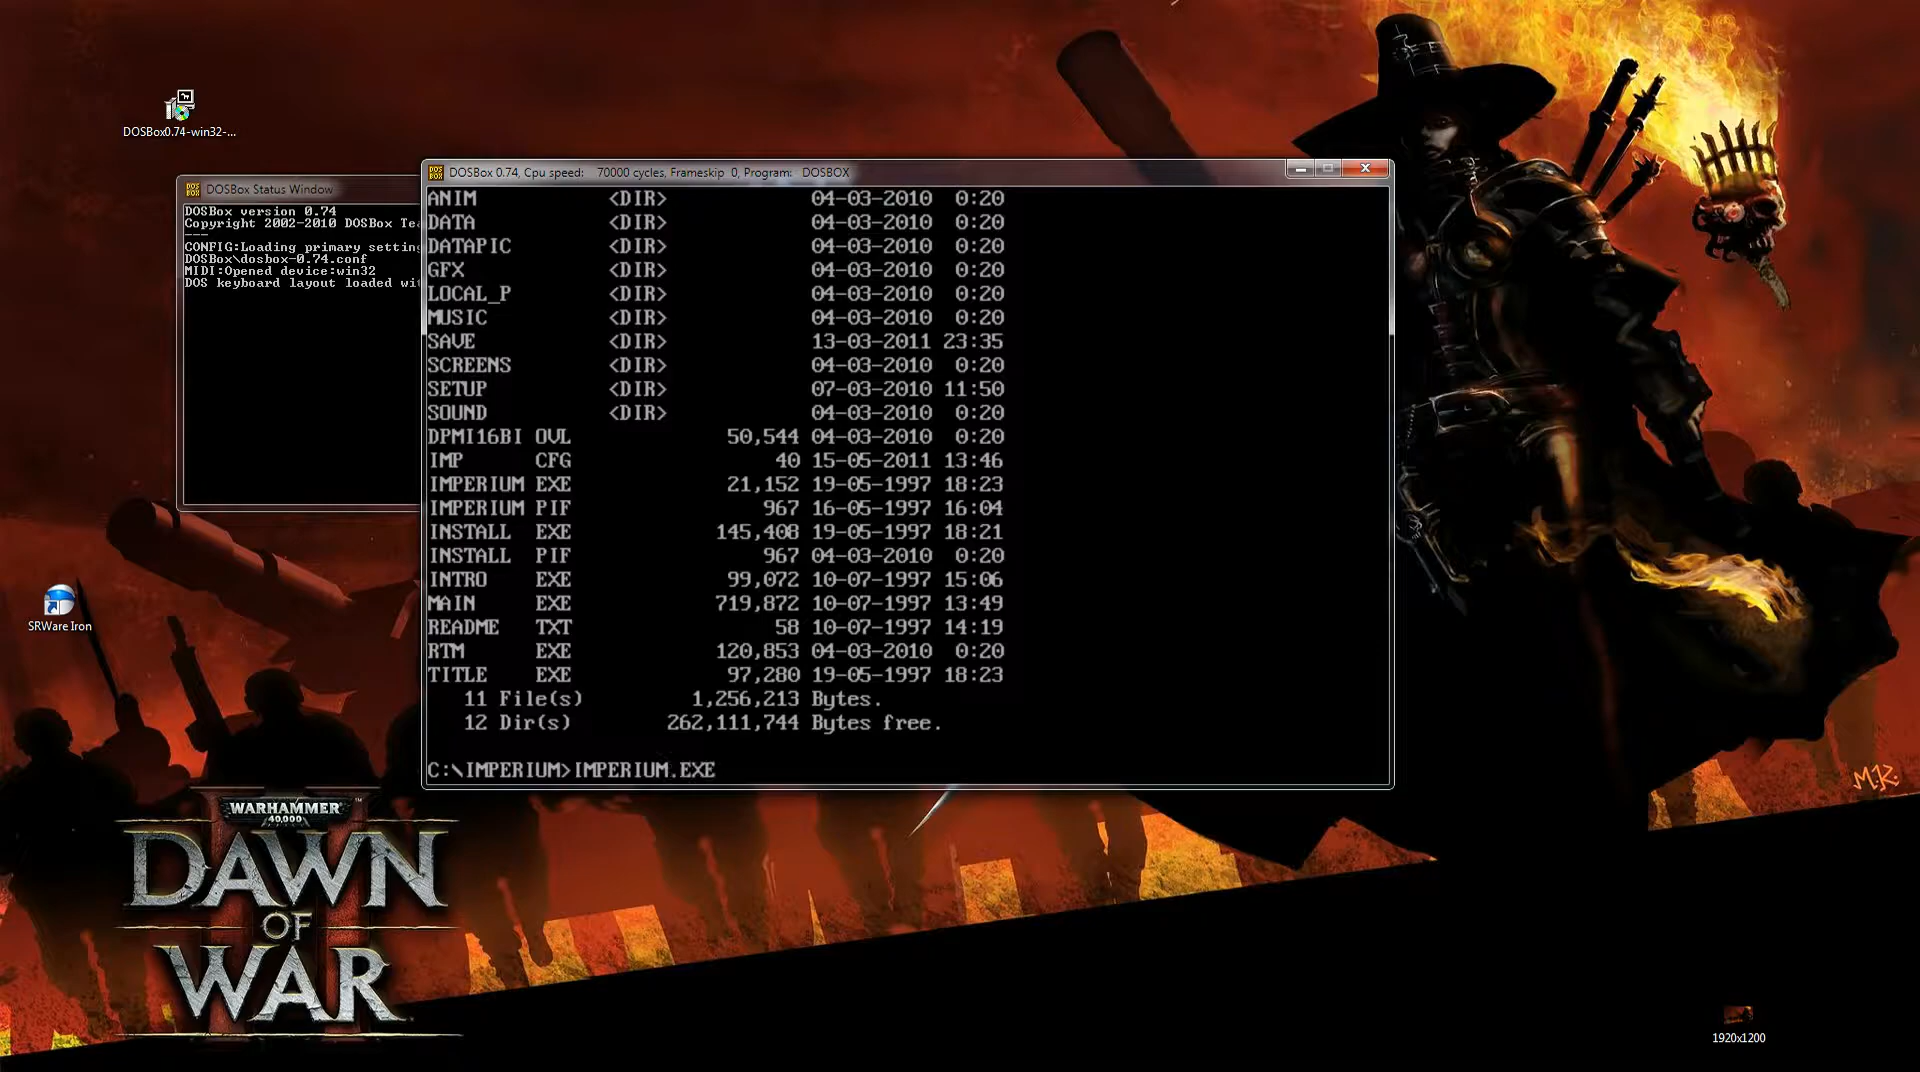 DOSBox0.74-win32-...
DOSBox Status Window
DOSBox version 0.74
Copyright 2002-2010 DOSBox
---
CONFIG:Loading primary
DOSBox\dosbox-0.74.conf
MIDI:Opened device:win32
DOS keyboard layout loaded
DOSBox 0.74, Cpu speed: 70000 cycles, Frameskip 0, Program: DOSBOX
ANIM <DIR> 04-03-2010 0:20
DATA <DIR> 04-03-2010 0:20
DATAPIC <DIR> 04-03-2010 0:20
GFX <DIR> 04-03-2010 0:20
LOCAL_P <DIR> 04-03-2010 0:20
MUSIC <DIR> 04-03-2010 0:20
SAVE <DIR> 13-03-2011 23:35
SCREENS <DIR> 04-03-2010 0:20
SETUP <DIR> 07-03-2010 11:50
SOUND <DIR> 04-03-2010 0:20
DPMI16BI OVL 50,544 04-03-2010 0:20
IMP CFG 40 15-05-2011 13:46
IMPERIUM EXE 21,152 19-05-1997 18:23
IMPERIUM PIF 967 16-05-1997 16:04
INSTALL EXE 145,408 19-05-1997 18:21
INSTALL PIF 967 04-03-2010 0:20
INTRO EXE 99,072 10-07-1997 15:06
MAIN EXE 719,872 10-07-1997 13:49
README TXT 58 10-07-1997 14:19
RTM EXE 120,853 04-03-2010 0:20
TITLE EXE 97,280 19-05-1997 18:23
11 File(s) 1,256,213 Bytes.
12 Dir(s) 262,111,744 Bytes free.
C:\IMPERIUM>IMPERIUM.EXE
SRWare Iron
WARHAMMER™
40,000
DAWN
OF
WAR
II
M.K.
1920x1200